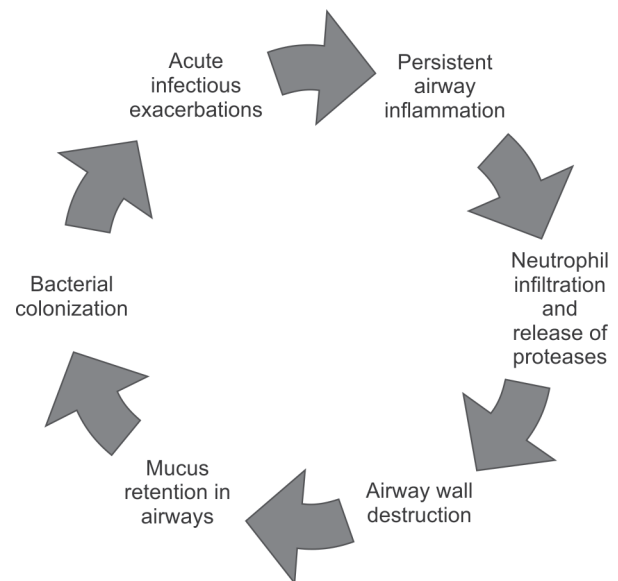 Acute
infectious
exacerbations
Persistent
airway
inflammation
Neutrophil
infiltration
and
release of
proteases
Airway wall
destruction
Mucus
retention in
airways
Bacterial
colonization